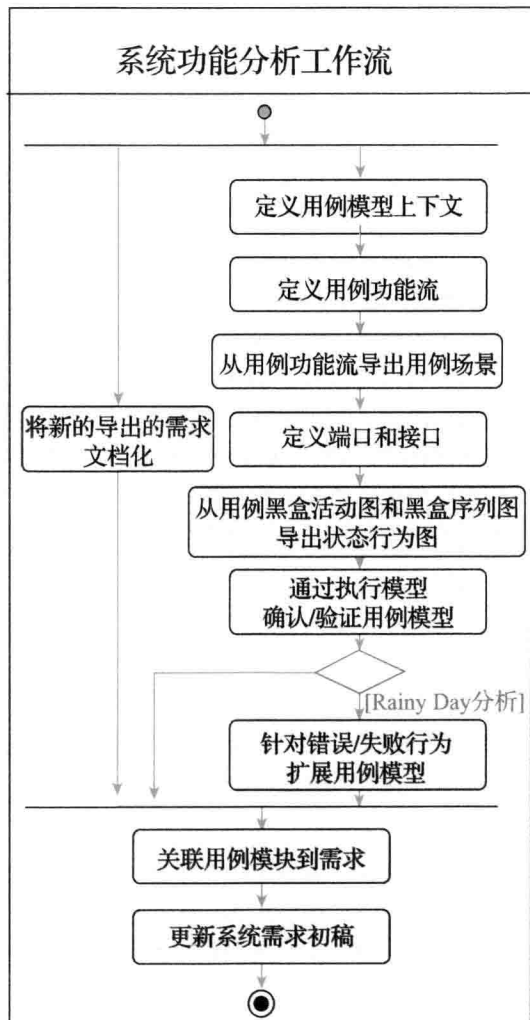 系统功能分析工作流
定义用例模型上下文
定义用例功能流
从用例功能流导出用例场景
将新的导出的需求
文档化
定义端口和接口
从用例黑盒活动图和黑盒序列图
导出状态行为图
通过执行模型
确认/验证用例模型
[Rainy Day分析]
针对错误/失败行为
扩展用例模型
关联用例模块到需求
更新系统需求初稿